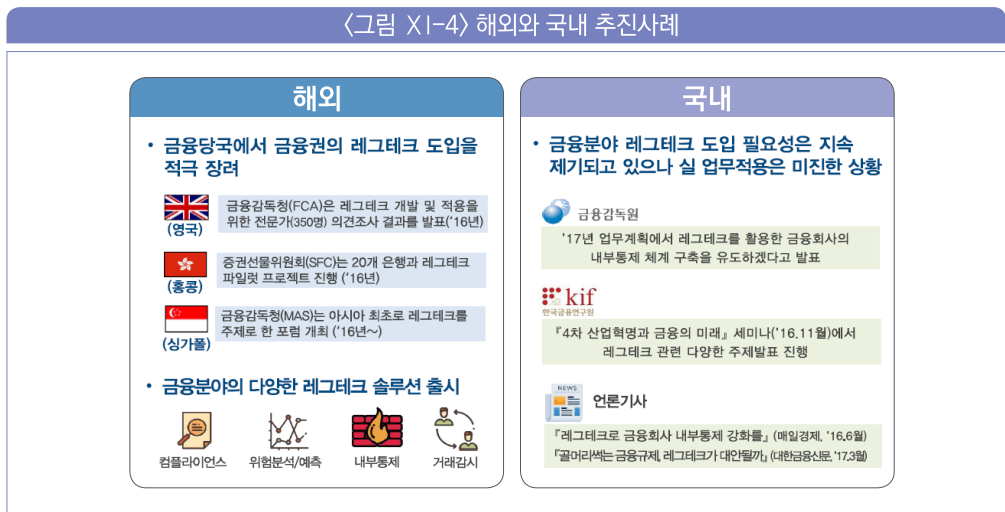 〈그림 ⅩⅠ-4〉 해외와 국내 추진사례
해외
• 금융당국에서 금융권의 레그테크 도입을
적극 장려
(영국)
금융감독청(FCA)은 레그테크 개발 및 적용을
위한 전문가(350명) 의견조사 결과를 발표(‘16년)
(홍콩)
증권선물위원회(SFC)는 20개 은행과 레그테크
파일럿 프로젝트 진행 (‘16년)
(싱가폴)
금융감독청(MAS)는 아시아 최초로 레그테크를
주제로 한 포럼 개최 (‘16년~)
• 금융분야의 다양한 레그테크 솔루션 출시
컴플라이언스
위험분석/예측
내부통제
거래감시
국내
• 금융분야 레그테크 도입 필요성은 지속
제기되고 있으나 실 업무적용은 미진한 상황
금융감독원
'17년 업무계획에서 레그테크를 활용한 금융회사의
내부통제 체계 구축을 유도하겠다고 발표
kif
한국금융연구원
『4차 산업혁명과 금융의 미래』 세미나('16.11월)에서
레그테크 관련 다양한 주제발표 진행
NEWS
언론기사
『레그테크로 금융회사 내부통제 강화를』 (매일경제, '16.6월)
『골머리썩는 금융규제, 레그테크가 대안될까』 (대한금융신문, '17.3월)